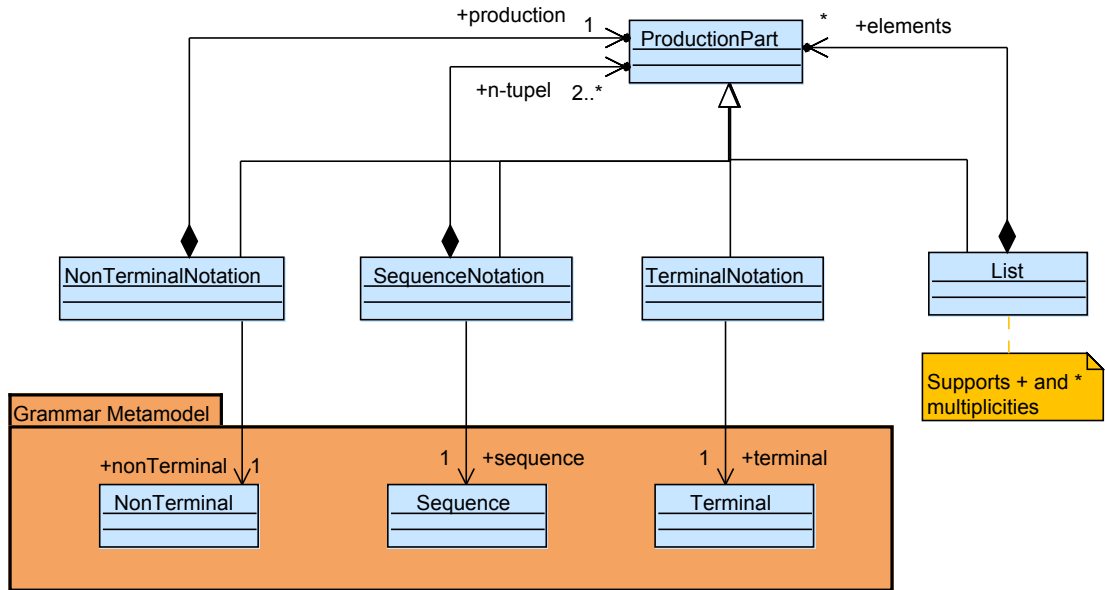 +production
1
ProductionPart
*
+elements
+n-tupel
2..*
NonTerminalNotation
SequenceNotation
TerminalNotation
List
Supports + and *
multiplicities
Grammar Metamodel
+nonTerminal
1
1
+sequence
1
+terminal
NonTerminal
Sequence
Terminal